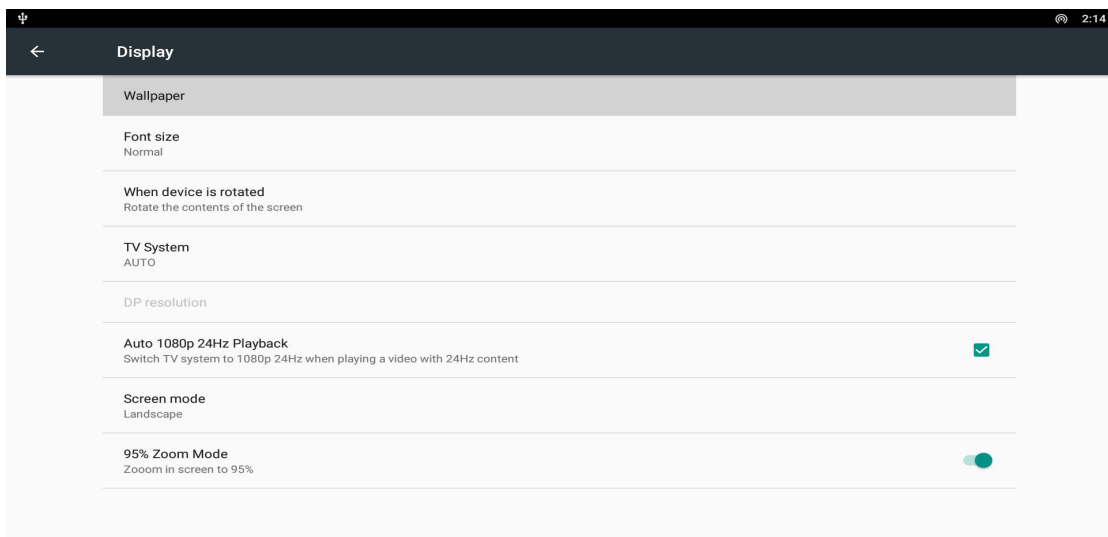 2:14
Display
Wallpaper
Font size
Normal
When device is rotated
Rotate the contents of the screen
TV System
AUTO
DP resolution
Auto 1080p 24Hz Playback
Switch TV system to 1080p 24Hz when playing a video with 24Hz content
Screen mode
Landscape
95% Zoom Mode
Zooom in screen to 95%